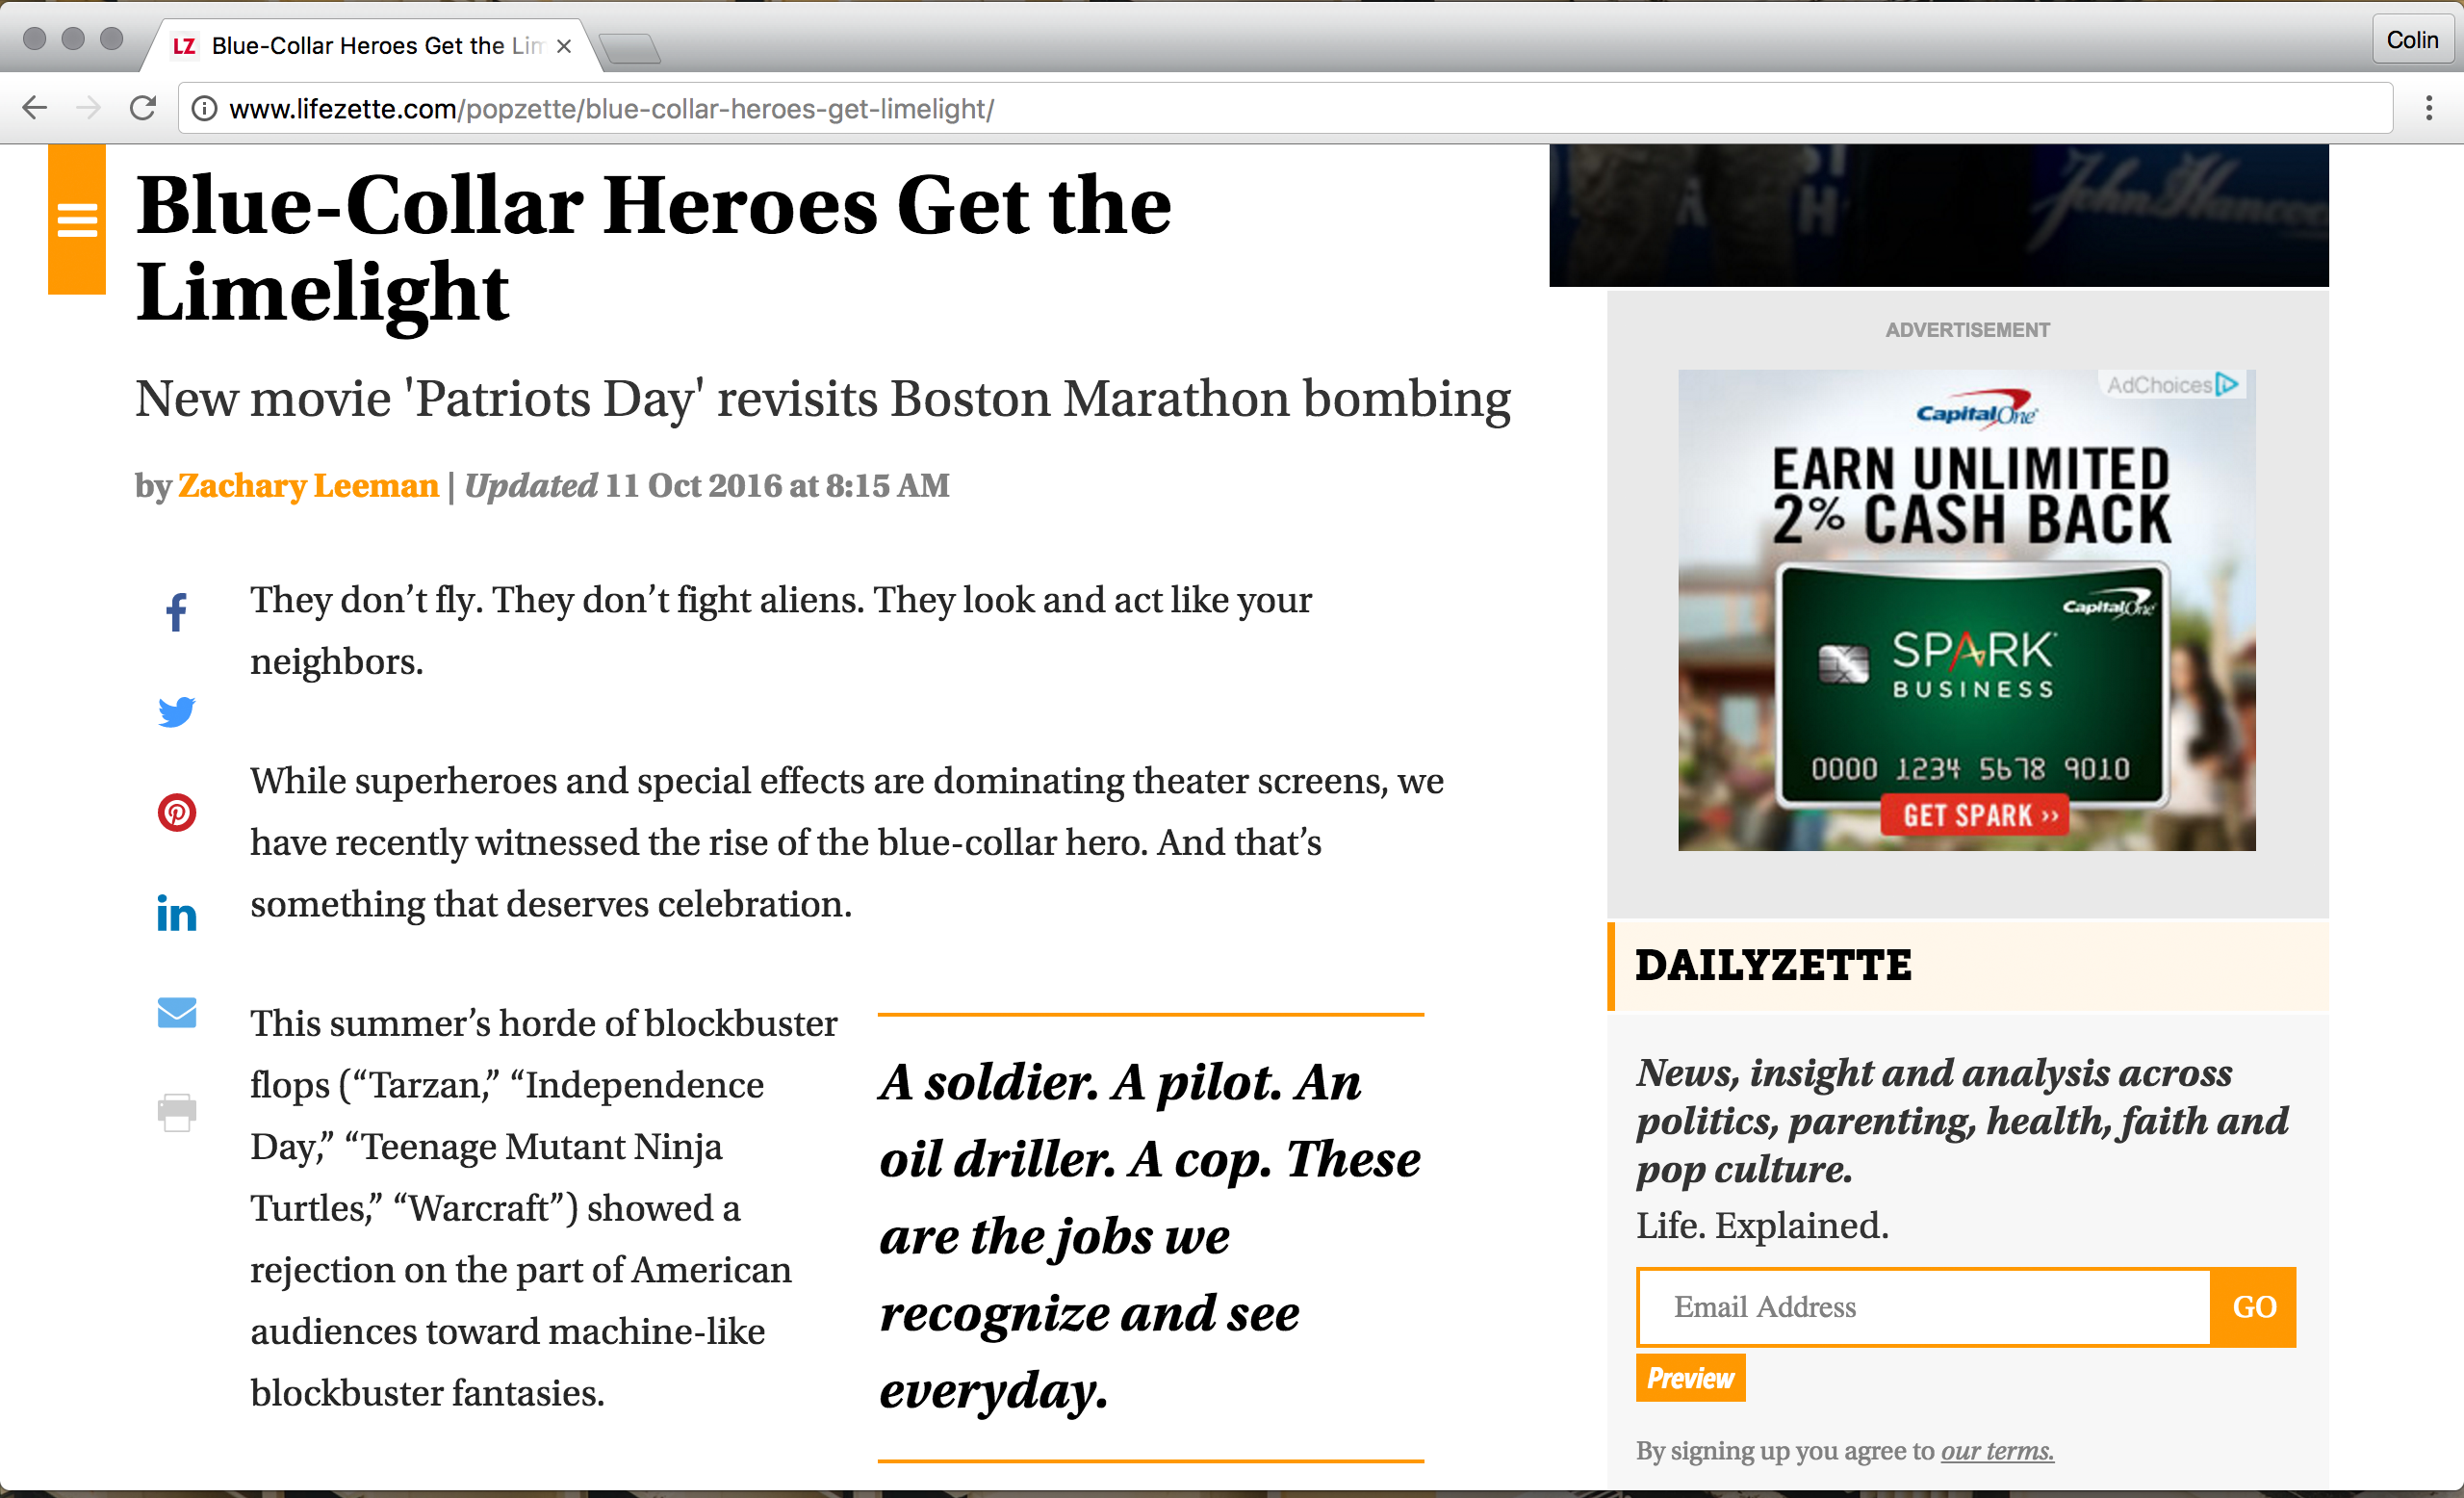 LZ Blue-Collar Heroes Get the Lim
Colin
www.lifezette.com/popzette/blue-collar-heroes-get-limelight/
Blue-Collar Heroes Get the
Limelight
New movie 'Patriots Day' revisits Boston Marathon bombing
by Zachary Leeman | Updated 11 Oct 2016 at 8:15 AM
They don’t fly. They don’t fight aliens. They look and act like your
neighbors.
While superheroes and special effects are dominating theater screens, we
have recently witnessed the rise of the blue-collar hero. And that’s
something that deserves celebration.
This summer’s horde of blockbuster
flops (“Tarzan,” “Independence
Day,” “Teenage Mutant Ninja
Turtles,” “Warcraft”) showed a
rejection on the part of American
audiences toward machine-like
blockbuster fantasies.
A soldier. A pilot. An
oil driller. A cop. These
are the jobs we
recognize and see
everyday.
John Hancock
ADVERTISEMENT
AdChoices
Capital One
EARN UNLIMITED
2% CASH BACK
Capital One
SPARK
BUSINESS
0000 1234 5678 9010
GET SPARK ››
DAILYZETTE
News, insight and analysis across
politics, parenting, health, faith and
pop culture.
Life. Explained.
Email Address
GO
Preview
By signing up you agree to our terms.